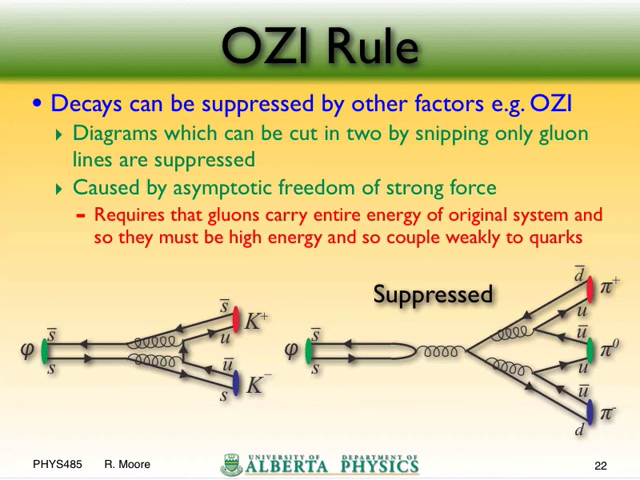 OZI Rule
• Decays can be suppressed by other factors e.g. OZI
‣ Diagrams which can be cut in two by snipping only gluon
lines are suppressed
‣ Caused by asymptotic freedom of strong force
- Requires that gluons carry entire energy of original system and
so they must be high energy and so couple weakly to quarks
φ s̅ s s̅ u K⁺ u̅ s K⁻
Suppressed
φ s̅ s d̅ u π⁺ u̅ u π⁰ u̅ d π⁻
PHYS485 R. Moore
UNIVERSITY OF DEPARTMENT OF
ALBERTA PHYSICS
22